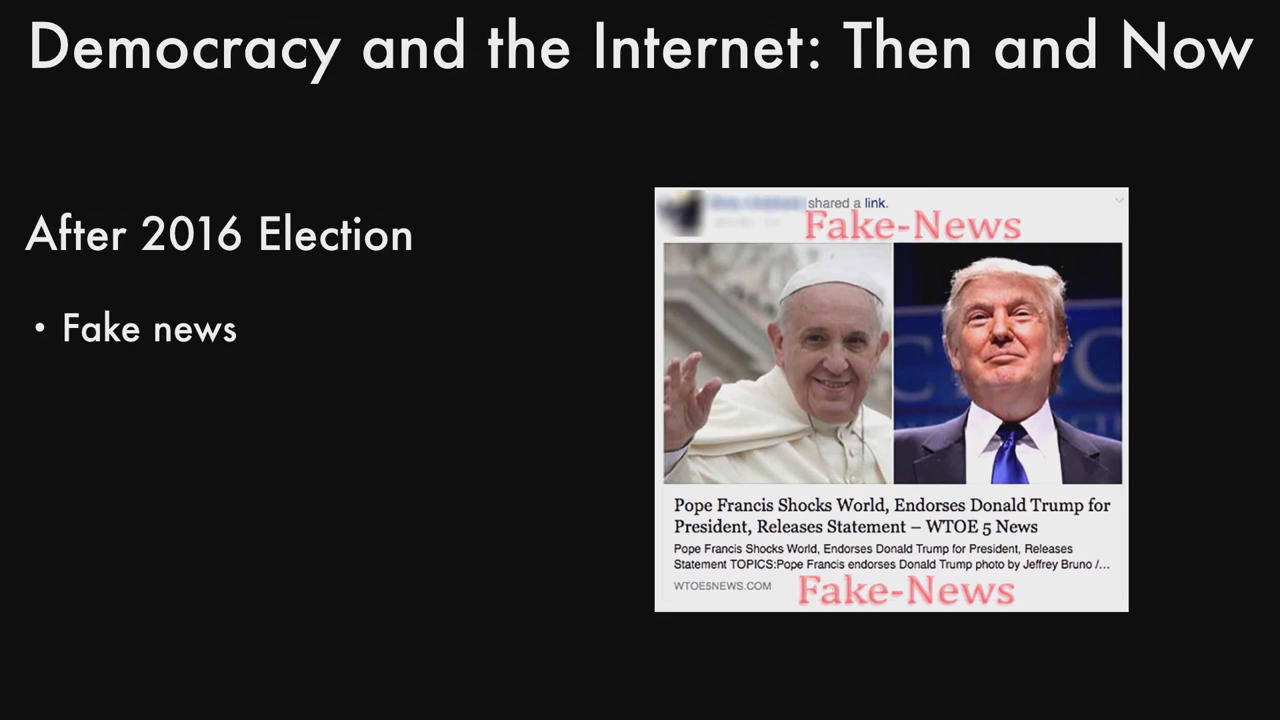 Democracy and the Internet: Then and Now
After 2016 Election
• Fake news
shared a link.
Fake-News
Pope Francis Shocks World, Endorses Donald Trump for
President, Releases Statement – WTOE 5 News
Pope Francis Shocks World, Endorses Donald Trump for President, Releases
Statement TOPICS:Pope Francis endorses Donald Trump photo by Jeffrey Bruno /...
WTOE5NEWS.COM
Fake-News